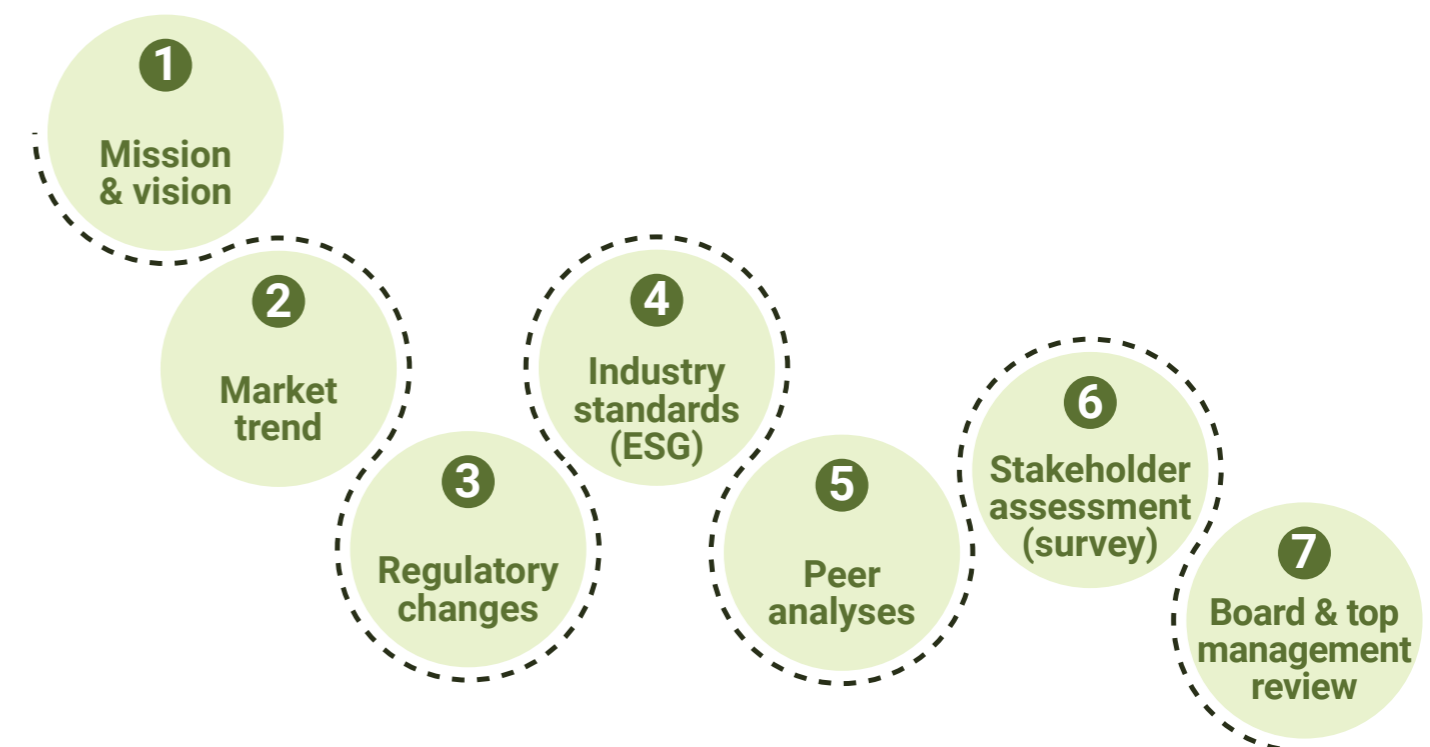 1
Mission
& vision
2
Market
trend
3
Regulatory
changes
4
Industry
standards
(ESG)
5
Peer
analyses
6
Stakeholder
assessment
(survey)
7
Board & top
management
review